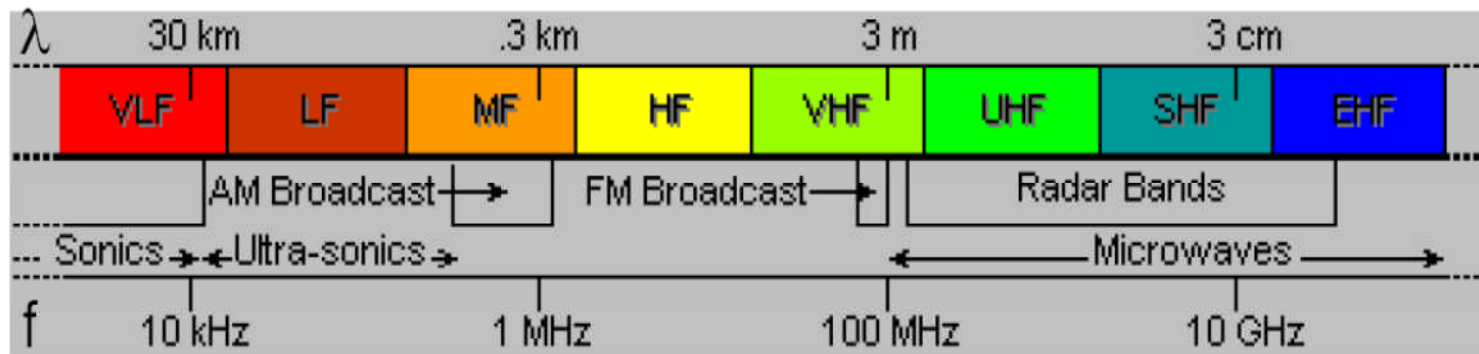 λ 30 km .3 km 3 m 3 cm
VLF LF MF HF VHF UHF SHF EHF
AM Broadcast FM Broadcast Radar Bands
Sonics Ultra-sonics Microwaves
f 10 kHz 1 MHz 100 MHz 10 GHz